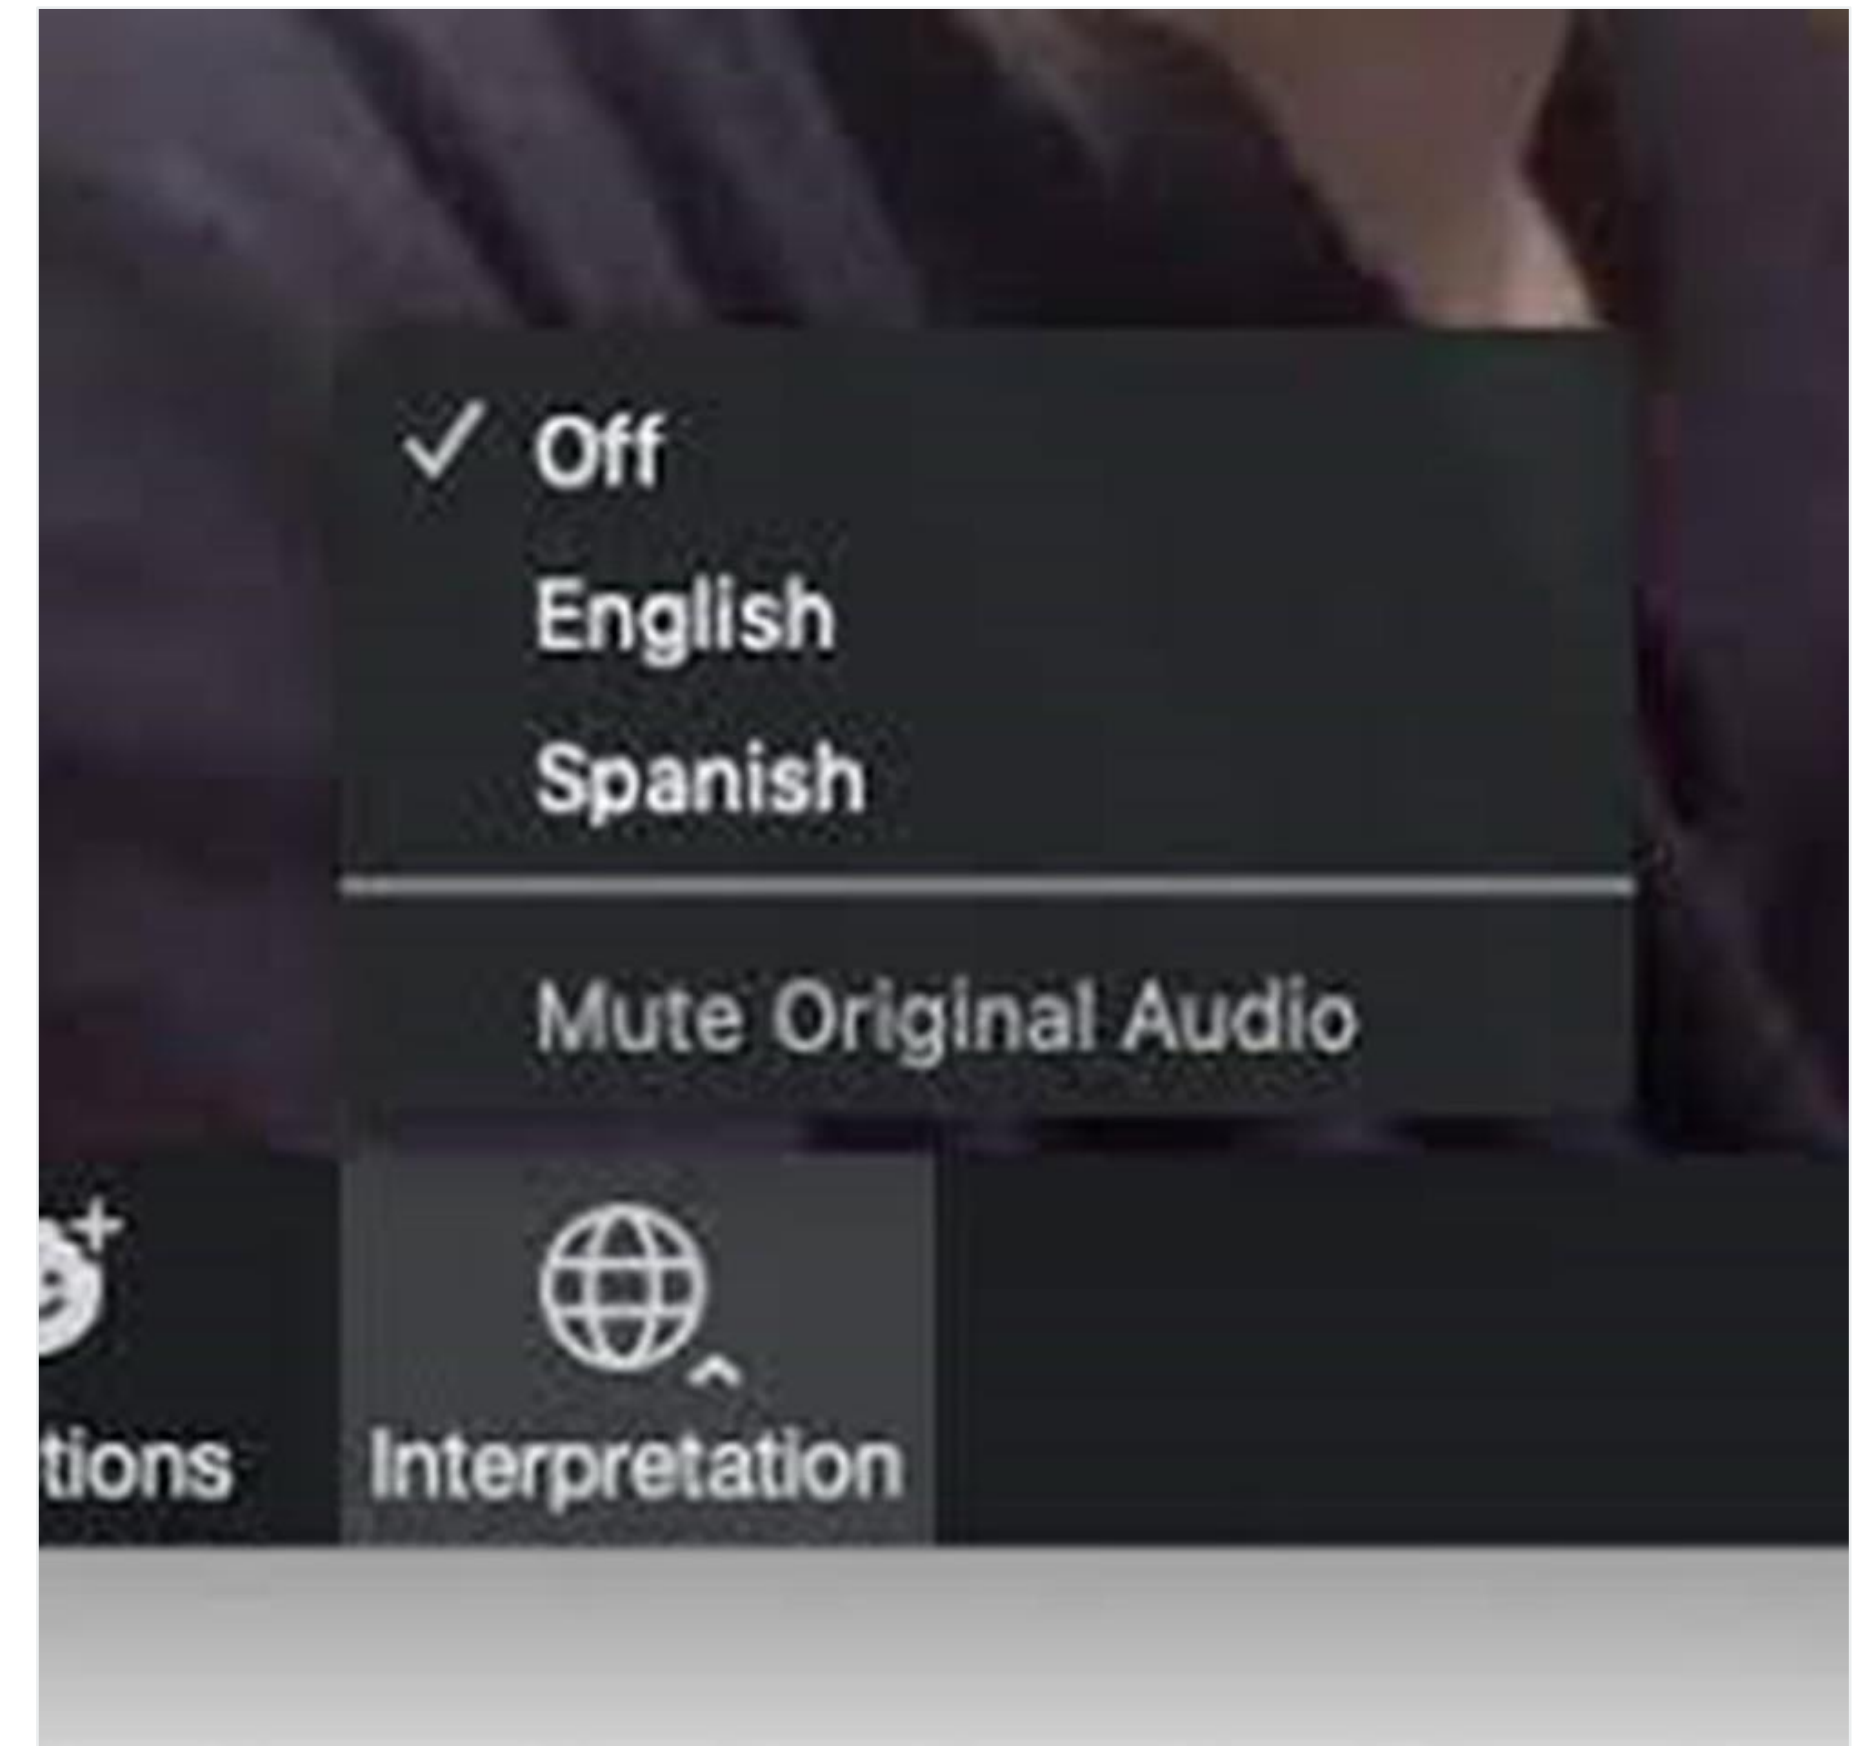 Off
English
Spanish
Mute Original Audio
tions
Interpretation